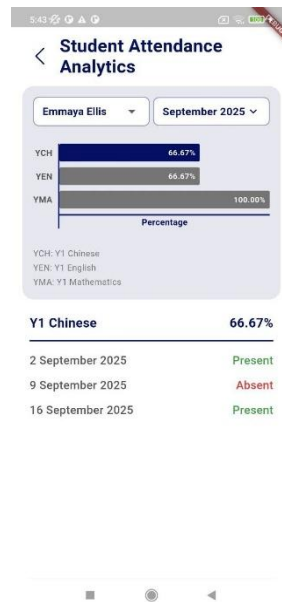 5:43
Student Attendance
Analytics
Emmaya Ellis
September 2025
YCH 66.67%
YEN 66.67%
YMA 100.00%
Percentage
YCH: Y1 Chinese
YEN: Y1 English
YMA: Y1 Mathematics
Y1 Chinese 66.67%
2 September 2025 Present
9 September 2025 Absent
16 September 2025 Present